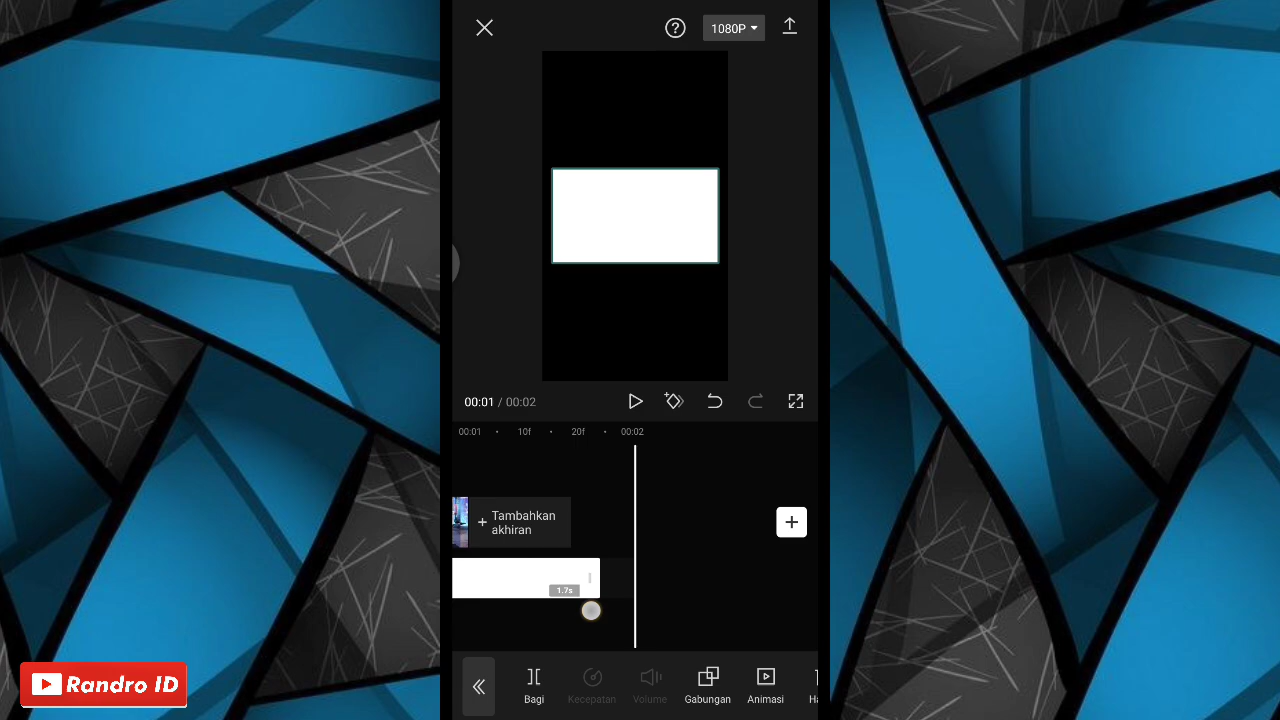 1080P
00:01 / 00:02
00:01 10f 20f 00:02
+ Tambahkan
akhiran
1.7s
Bagi Kecepatan Volume Gabungan Animasi
Randro ID